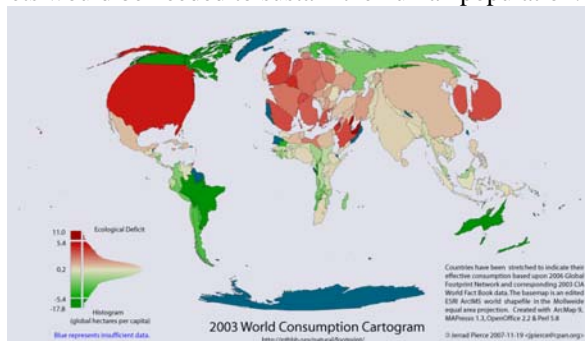 Ecological Deficit
11.0
5.4
0.2
-5.4
-17.8
Histogram
(global hectares per capital)
Blue represents insufficient data.
2003 World Consumption Cartogram
Countries have been stretched to indicate their
effective consumption based upon 2006 Global
Footprint Network and corresponding 2003 CIA
World Fact Book data. The basemap is an edited
ESRI ArcIMS world shapefile in the Mollweide
equal area projection. Created with ArcMap 9,
MAPresso 1.3, OpenOffice 2.2 & Perl 5.8
© Jerrad Pierce 2007-11-19 <jpierce@cpan.org>